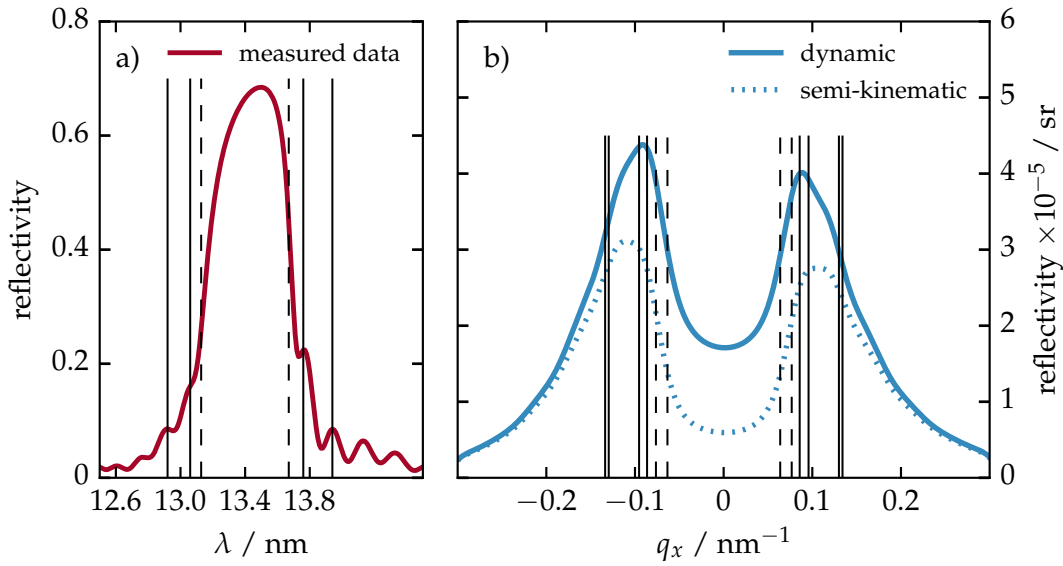 a)
measured data
0.8
0.6
0.4
0.2
0
reflectivity
12.6 13.0 13.4 13.8
λ / nm
b)
dynamic
semi-kinematic
6
5
4
3
2
1
0
reflectivity ×10⁻⁵ / sr
−0.2 −0.1 0 0.1 0.2
qₓ / nm⁻¹